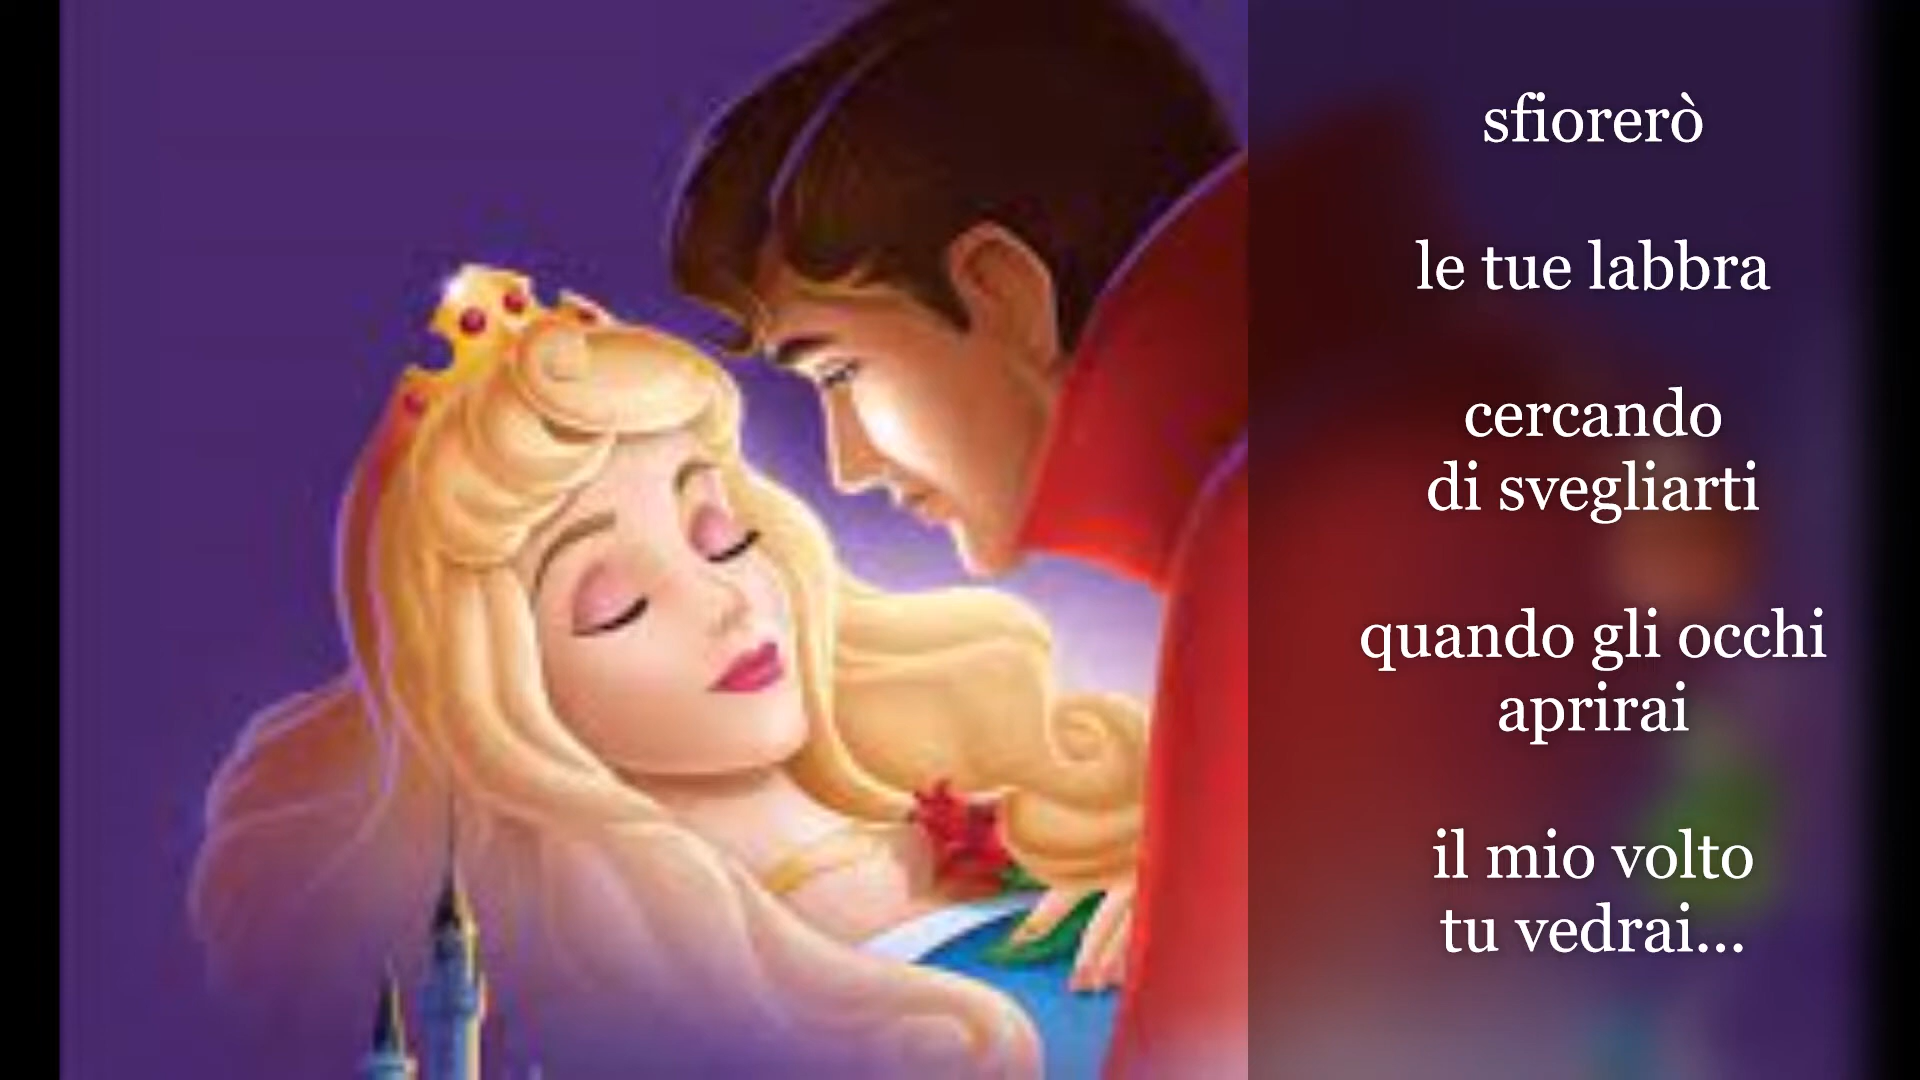 sfiorerò
le tue labbra
cercando
di svegliarti
quando gli occhi
aprirai
il mio volto
tu vedrai...